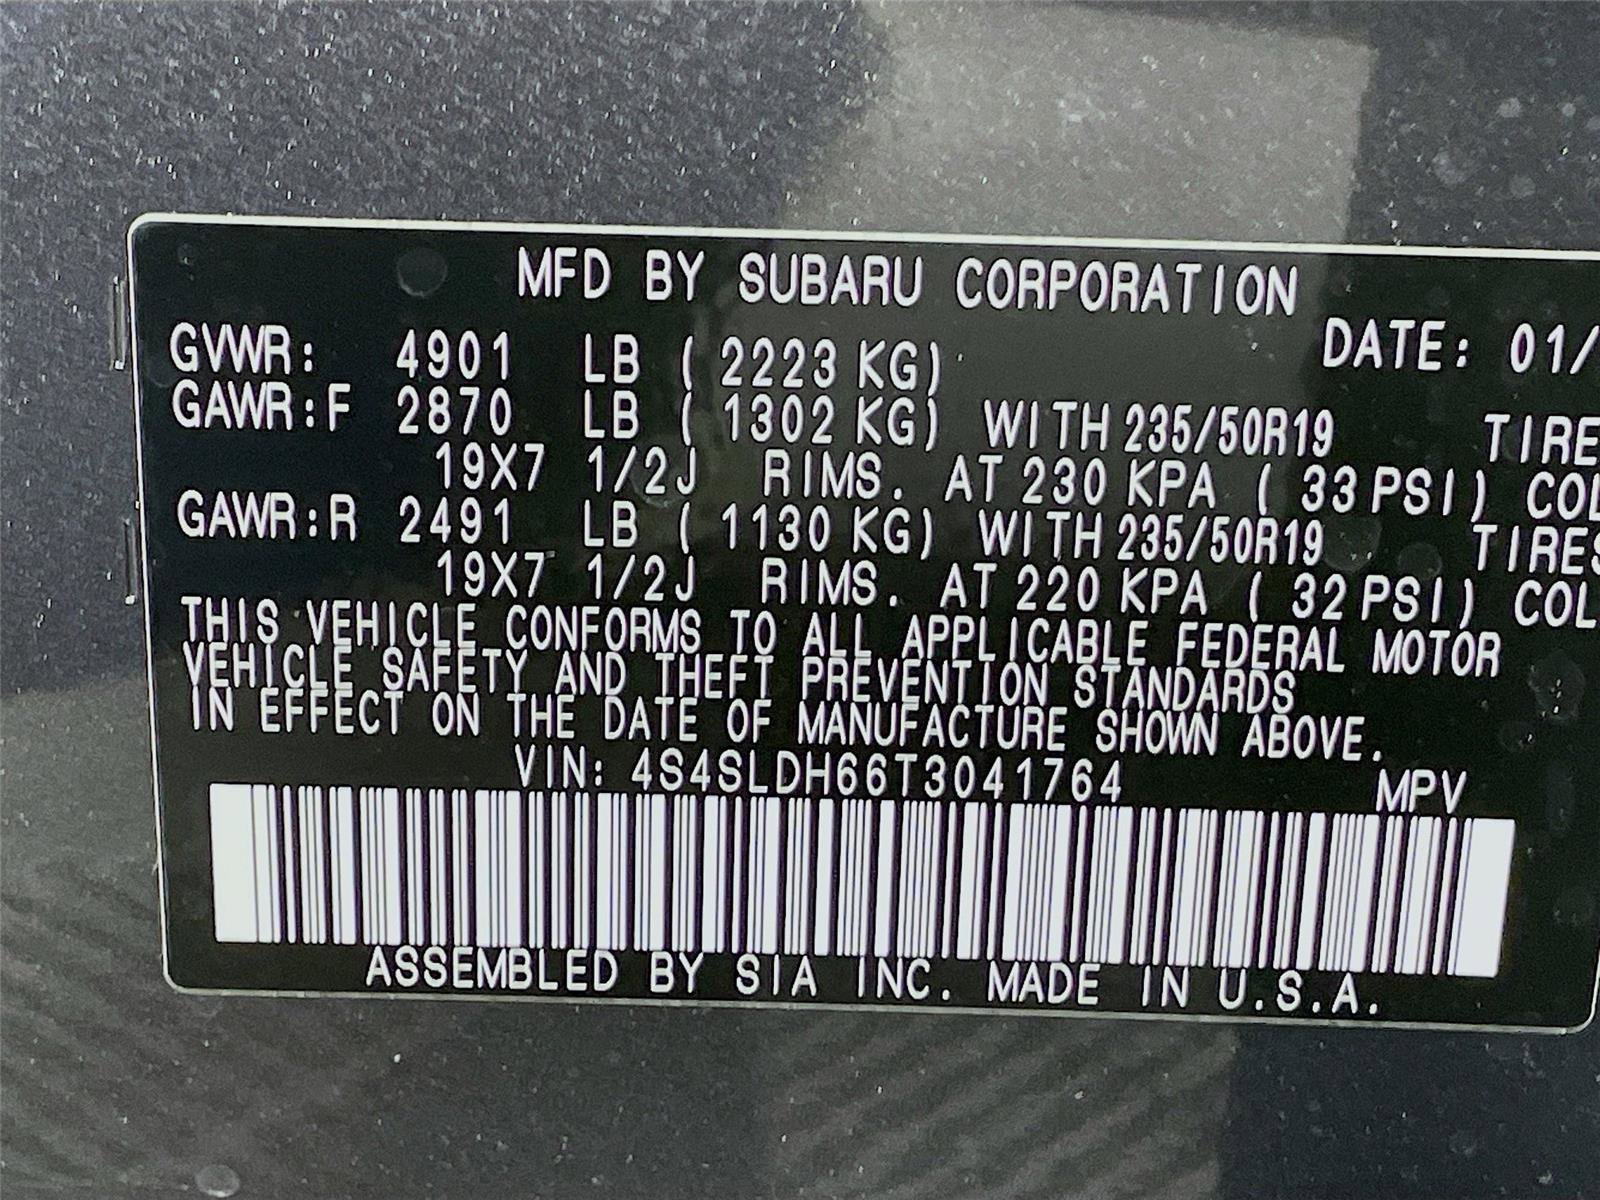 MFD BY SUBARU CORPORATION
DATE: 01/
GVWR: 4901 LB ( 2223 KG)
GAWR:F 2870 LB ( 1302 KG) WITH 235/50R19 TIRE
19X7 1/2J RIMS. AT 230 KPA ( 33 PSI) COL
GAWR:R 2491 LB ( 1130 KG) WITH 235/50R19 TIRES
19X7 1/2J RIMS. AT 220 KPA ( 32 PSI) COL
THIS VEHICLE CONFORMS TO ALL APPLICABLE FEDERAL MOTOR
VEHICLE SAFETY AND THEFT PREVENTION STANDARDS
IN EFFECT ON THE DATE OF MANUFACTURE SHOWN ABOVE.
VIN: 4S4SLDH66T3041764 MPV
ASSEMBLED BY SIA INC. MADE IN U.S.A.